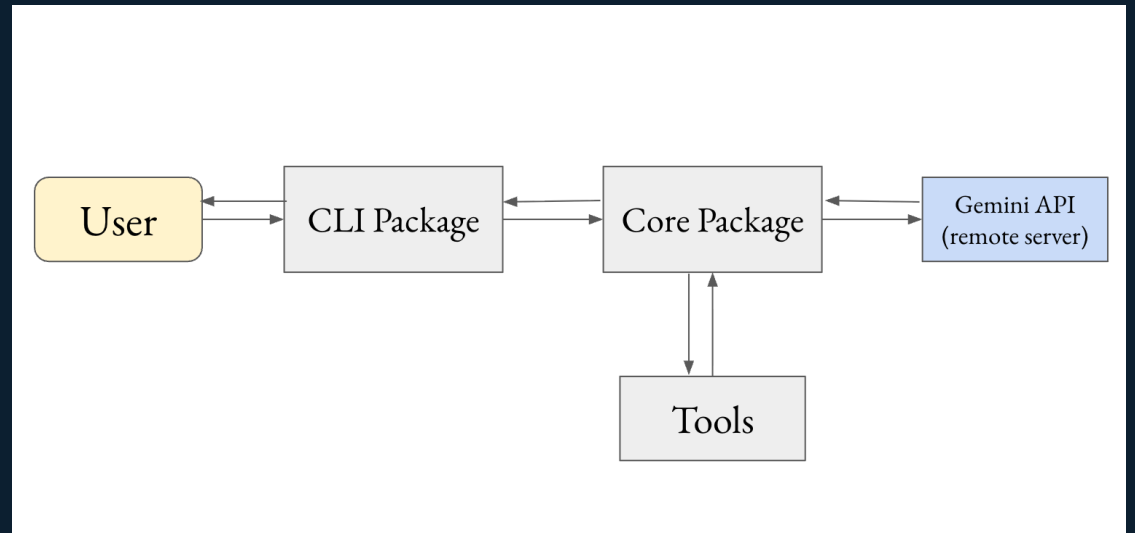 User
CLI Package
Core Package
Gemini API
(remote server)
Tools